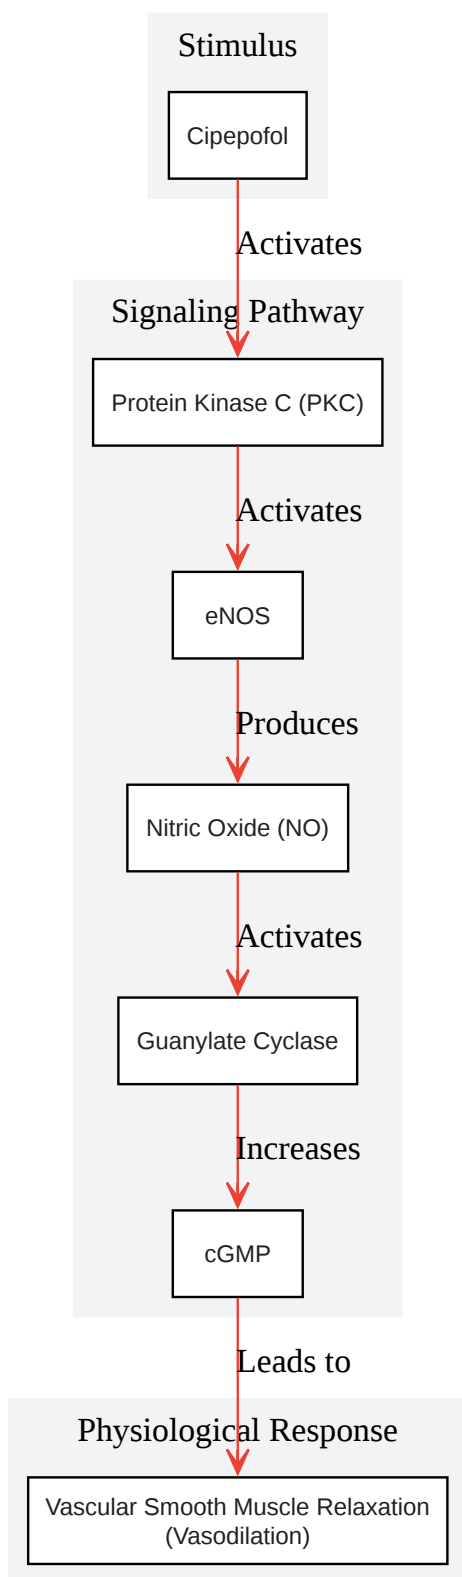 Stimulus
Cipepofol
Activates
Signaling Pathway
Protein Kinase C (PKC)
Activates
eNOS
Produces
Nitric Oxide (NO)
Activates
Guanylate Cyclase
Increases
cGMP
Leads to
Physiological Response
Vascular Smooth Muscle Relaxation
(Vasodilation)